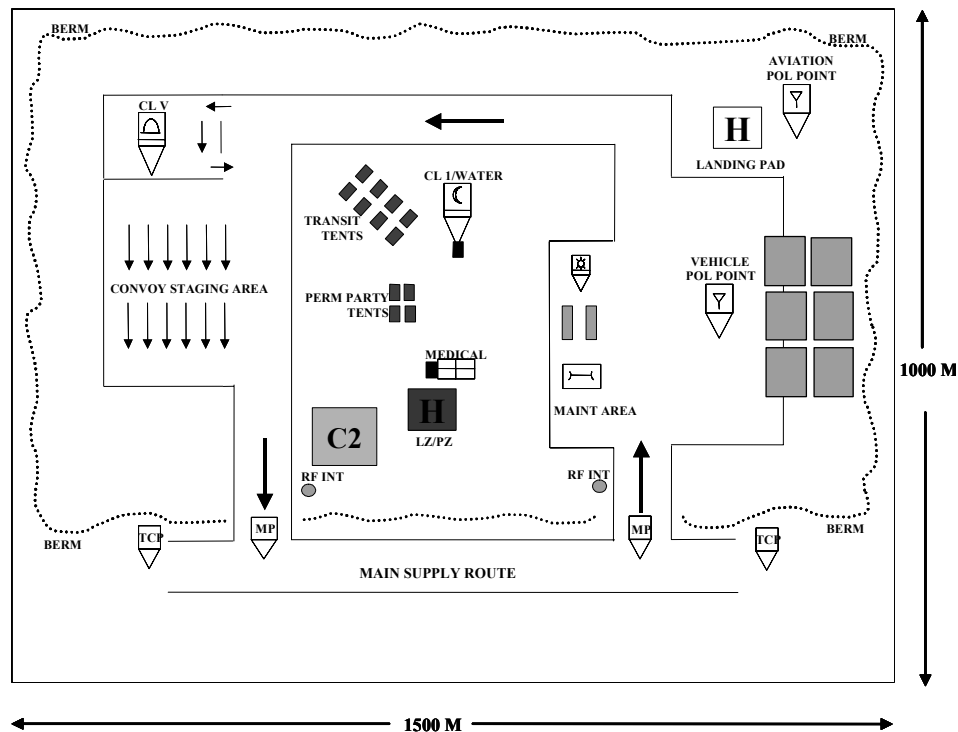 BERM
BERM
AVIATION
POL POINT
CL V
H
LANDING PAD
CL 1/WATER
TRANSIT
TENTS
VEHICLE
POL POINT
CONVOY STAGING AREA
PERM PARTY
TENTS
MEDICAL
1000 M
H
MAINT AREA
C2
LZ/PZ
RF INT
RF INT
BERM
TCP
MP
MP
TCP
BERM
MAIN SUPPLY ROUTE
1500 M